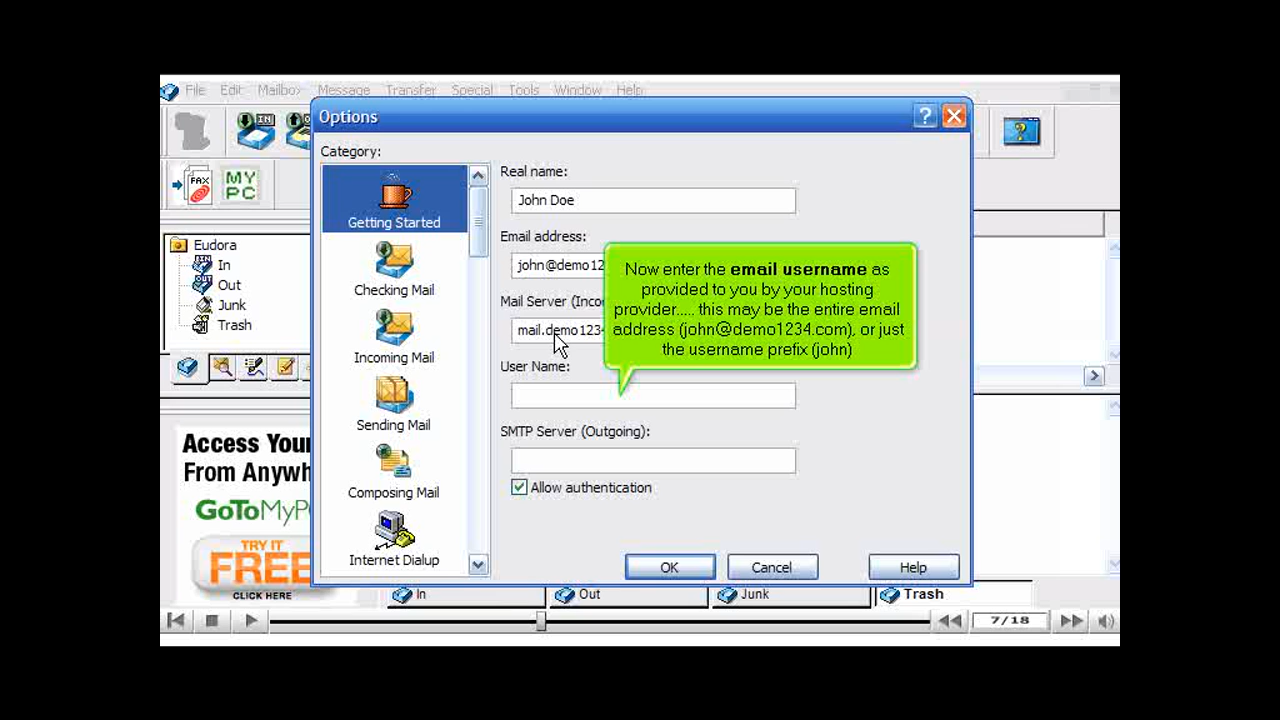 File Edit Mailbox Message Transfer Special Tools Window Help
Options
Category:
Getting Started
Checking Mail
Incoming Mail
Sending Mail
Composing Mail
Internet Dialup
Real name:
John Doe
Email address:
john@demo12
Mail Server (Inco
mail.demo1234
User Name:
SMTP Server (Outgoing):
Allow authentication
OK Cancel Help
Now enter the email username as
provided to you by your hosting
provider..... this may be the entire email
address (john@demo1234.com), or just
the username prefix (john)
IN
FAX
MY
PC
Eudora
In
Out
Junk
Trash
Access Your
From Anywh
GoToMyP
TRY IT
FREE
CLICK HERE
In Out Junk Trash
7/18